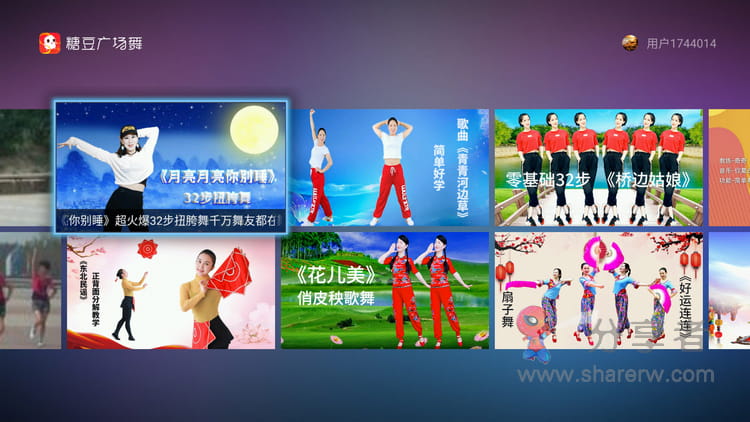 糖豆广场舞
用户1744014
《月亮月亮你别睡》
32步扭胯舞
《你别睡》超火爆32步扭胯舞千万舞友都在
歌曲《青青河边草》
简单好学
零基础32步 《桥边姑娘》
《东北民谣》
正背面分解教学
《花儿美》
俏皮秧歌舞
扇子舞
《好运连连》
分享者
www.sharerw.com